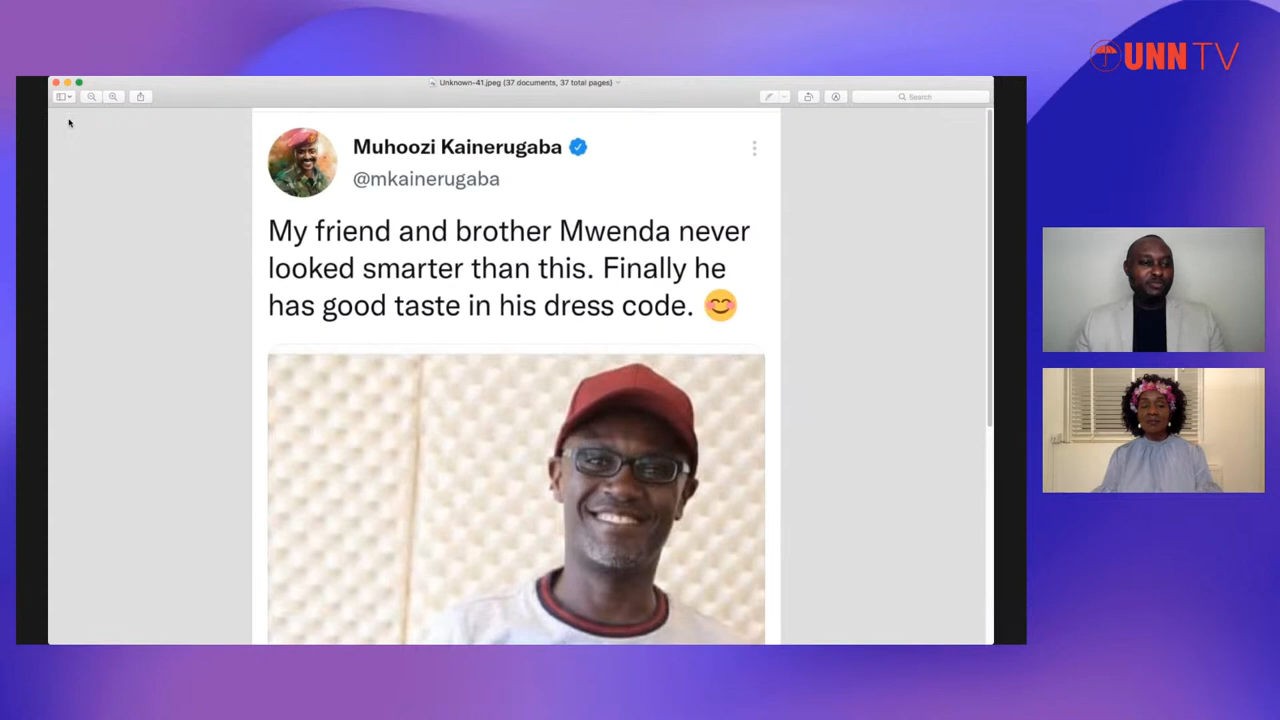 UNN TV
Unknown-41.jpeg (37 documents, 37 total pages)
Search
Muhoozi Kainerugaba
@mkainerugaba
My friend and brother Mwenda never
looked smarter than this. Finally he
has good taste in his dress code. 😊